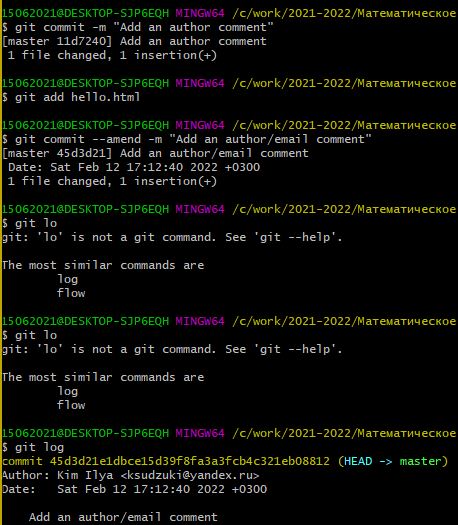 15062021@DESKTOP-SJP6EQH MINGW64 /c/work/2021-2022/Математическое
$ git commit -m "Add an author comment"
[master 11d7240] Add an author comment
 1 file changed, 1 insertion(+)

15062021@DESKTOP-SJP6EQH MINGW64 /c/work/2021-2022/Математическое
$ git add hello.html

15062021@DESKTOP-SJP6EQH MINGW64 /c/work/2021-2022/Математическое
$ git commit --amend -m "Add an author/email comment"
[master 45d3d21] Add an author/email comment
 Date: Sat Feb 12 17:12:40 2022 +0300
 1 file changed, 1 insertion(+)

15062021@DESKTOP-SJP6EQH MINGW64 /c/work/2021-2022/Математическое
$ git lo
git: 'lo' is not a git command. See 'git --help'.

The most similar commands are
        log
        flow

15062021@DESKTOP-SJP6EQH MINGW64 /c/work/2021-2022/Математическое
$ git lo
git: 'lo' is not a git command. See 'git --help'.

The most similar commands are
        log
        flow

15062021@DESKTOP-SJP6EQH MINGW64 /c/work/2021-2022/Математическое
$ git log
commit 45d3d21e1dbce15d39f8fa3a3fcb4c321eb08812 (HEAD -> master)
Author: Kim Ilya <ksudzuki@yandex.ru>
Date:   Sat Feb 12 17:12:40 2022 +0300

    Add an author/email comment